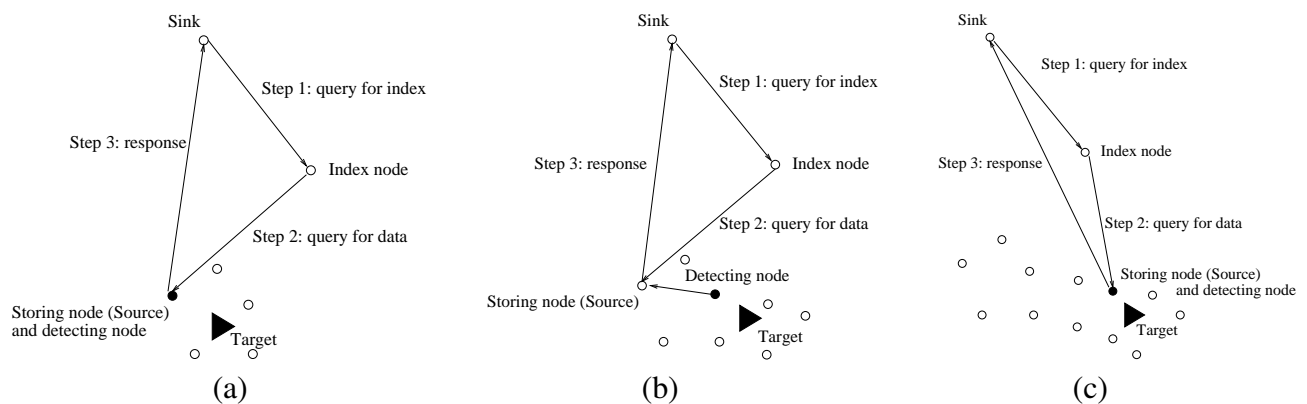 Sink
Step 1: query for index
Step 3: response
Index node
Step 2: query for data
Storing node (Source)
and detecting node
Target
(a)
Sink
Step 1: query for index
Step 3: response
Index node
Step 2: query for data
Detecting node
Storing node (Source)
Target
(b)
Sink
Step 1: query for index
Index node
Step 3: response
Step 2: query for data
Storing node (Source)
and detecting node
Target
(c)